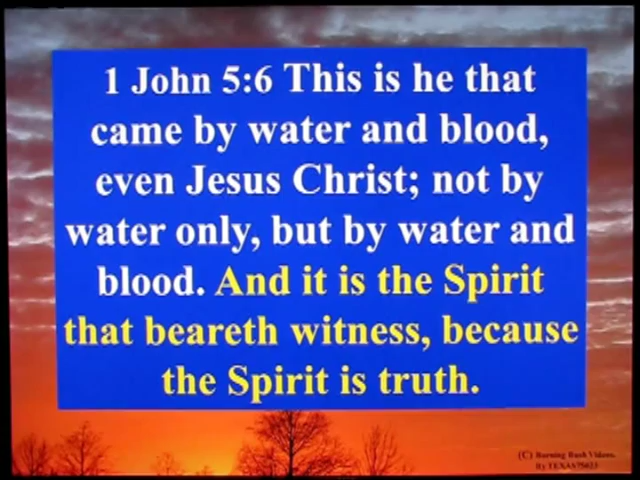 1 John 5:6 This is he that
came by water and blood,
even Jesus Christ; not by
water only, but by water and
blood. And it is the Spirit
that beareth witness, because
the Spirit is truth.
(C) Burning Bush Videos.
By TEXAS75023